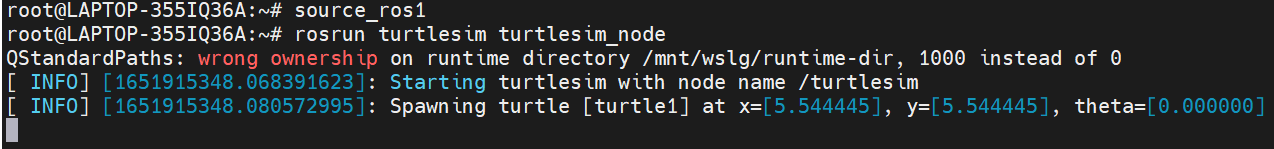 root@LAPTOP-355IQ36A:~# source_ros1
root@LAPTOP-355IQ36A:~# rosrun turtlesim turtlesim_node
QStandardPaths: wrong ownership on runtime directory /mnt/wslg/runtime-dir, 1000 instead of 0
[ INFO] [1651915348.068391623]: Starting turtlesim with node name /turtlesim
[ INFO] [1651915348.080572995]: Spawning turtle [turtle1] at x=[5.544445], y=[5.544445], theta=[0.000000]